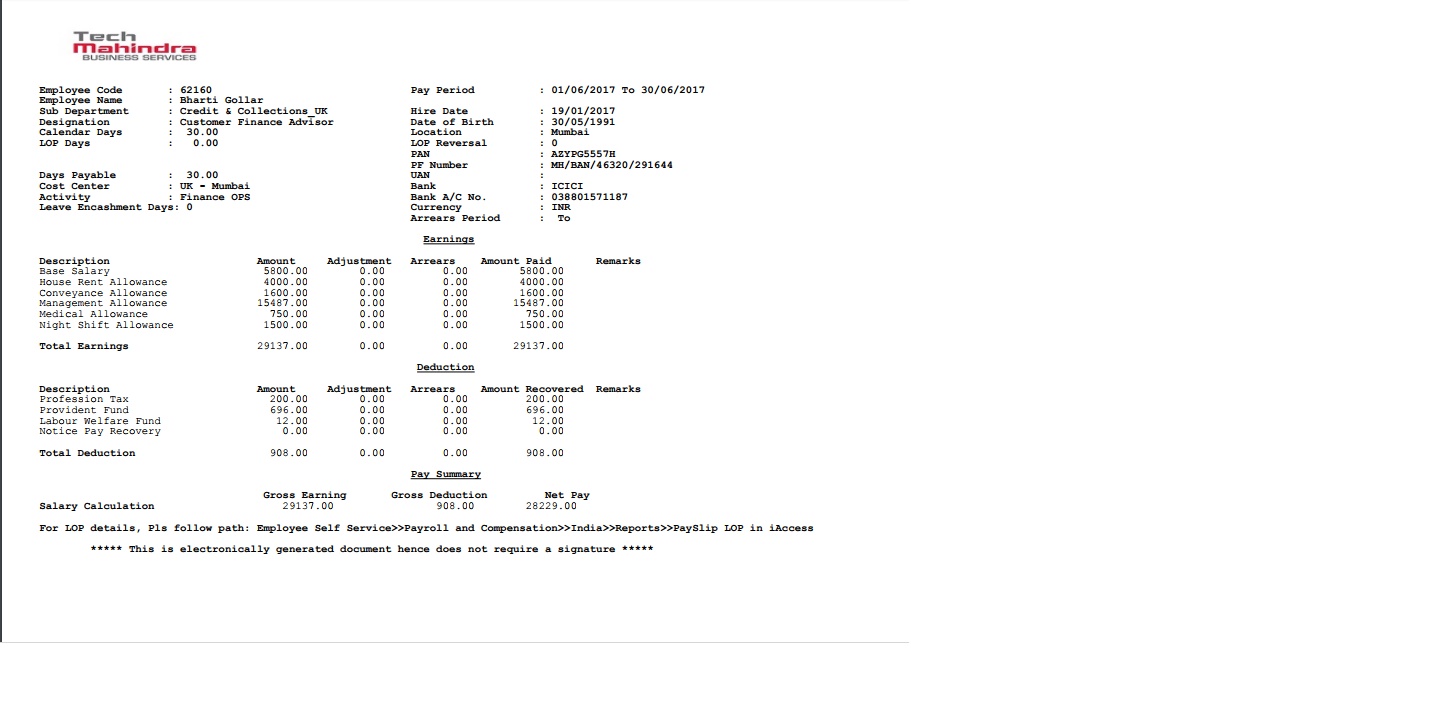 Tech
Mahindra
BUSINESS SERVICES
Employee Code : 62160 Pay Period : 01/06/2017 To 30/06/2017
Employee Name : Bharti Gollar
Sub Department : Credit & Collections_UK Hire Date : 19/01/2017
Designation : Customer Finance Advisor Date of Birth : 30/05/1991
Calendar Days : 30.00 Location : Mumbai
LOP Days : 0.00 LOP Reversal : 0
PAN : AZYPG5557H
PF Number : MH/BAN/46320/291644
Days Payable : 30.00 UAN :
Cost Center : UK - Mumbai Bank : ICICI
Activity : Finance OPS Bank A/C No. : 038801571187
Leave Encashment Days: 0 Currency : INR
Arrears Period : To
Earnings
Description Amount Adjustment Arrears Amount Paid Remarks
Base Salary 5800.00 0.00 0.00 5800.00
House Rent Allowance 4000.00 0.00 0.00 4000.00
Conveyance Allowance 1600.00 0.00 0.00 1600.00
Management Allowance 15487.00 0.00 0.00 15487.00
Medical Allowance 750.00 0.00 0.00 750.00
Night Shift Allowance 1500.00 0.00 0.00 1500.00
Total Earnings 29137.00 0.00 0.00 29137.00
Deduction
Description Amount Adjustment Arrears Amount Recovered Remarks
Profession Tax 200.00 0.00 0.00 200.00
Provident Fund 696.00 0.00 0.00 696.00
Labour Welfare Fund 12.00 0.00 0.00 12.00
Notice Pay Recovery 0.00 0.00 0.00 0.00
Total Deduction 908.00 0.00 0.00 908.00
Pay Summary
Gross Earning Gross Deduction Net Pay
Salary Calculation 29137.00 908.00 28229.00
For LOP details, Pls follow path: Employee Self Service>>Payroll and Compensation>>India>>Reports>>PaySlip LOP in iAccess
***** This is electronically generated document hence does not require a signature *****